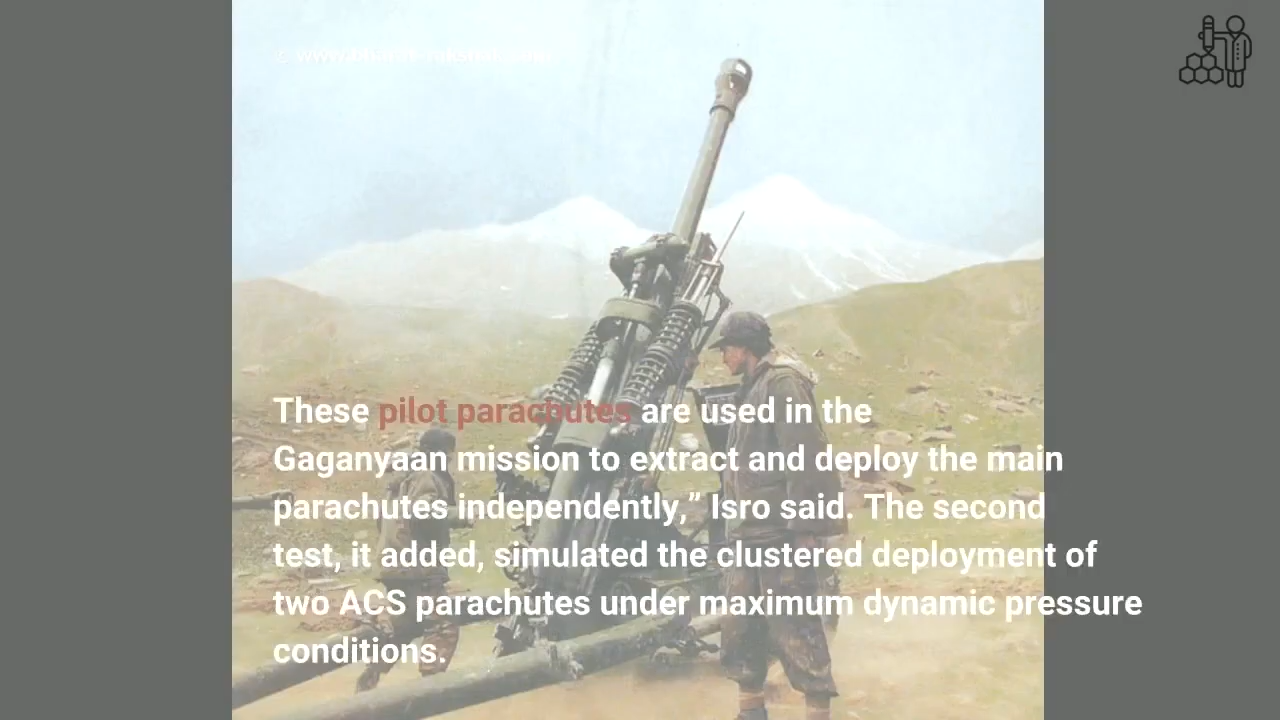 These pilot parachutes are used in the
Gaganyaan mission to extract and deploy the main
parachutes independently,” Isro said. The second
test, it added, simulated the clustered deployment of
two ACS parachutes under maximum dynamic pressure
conditions.